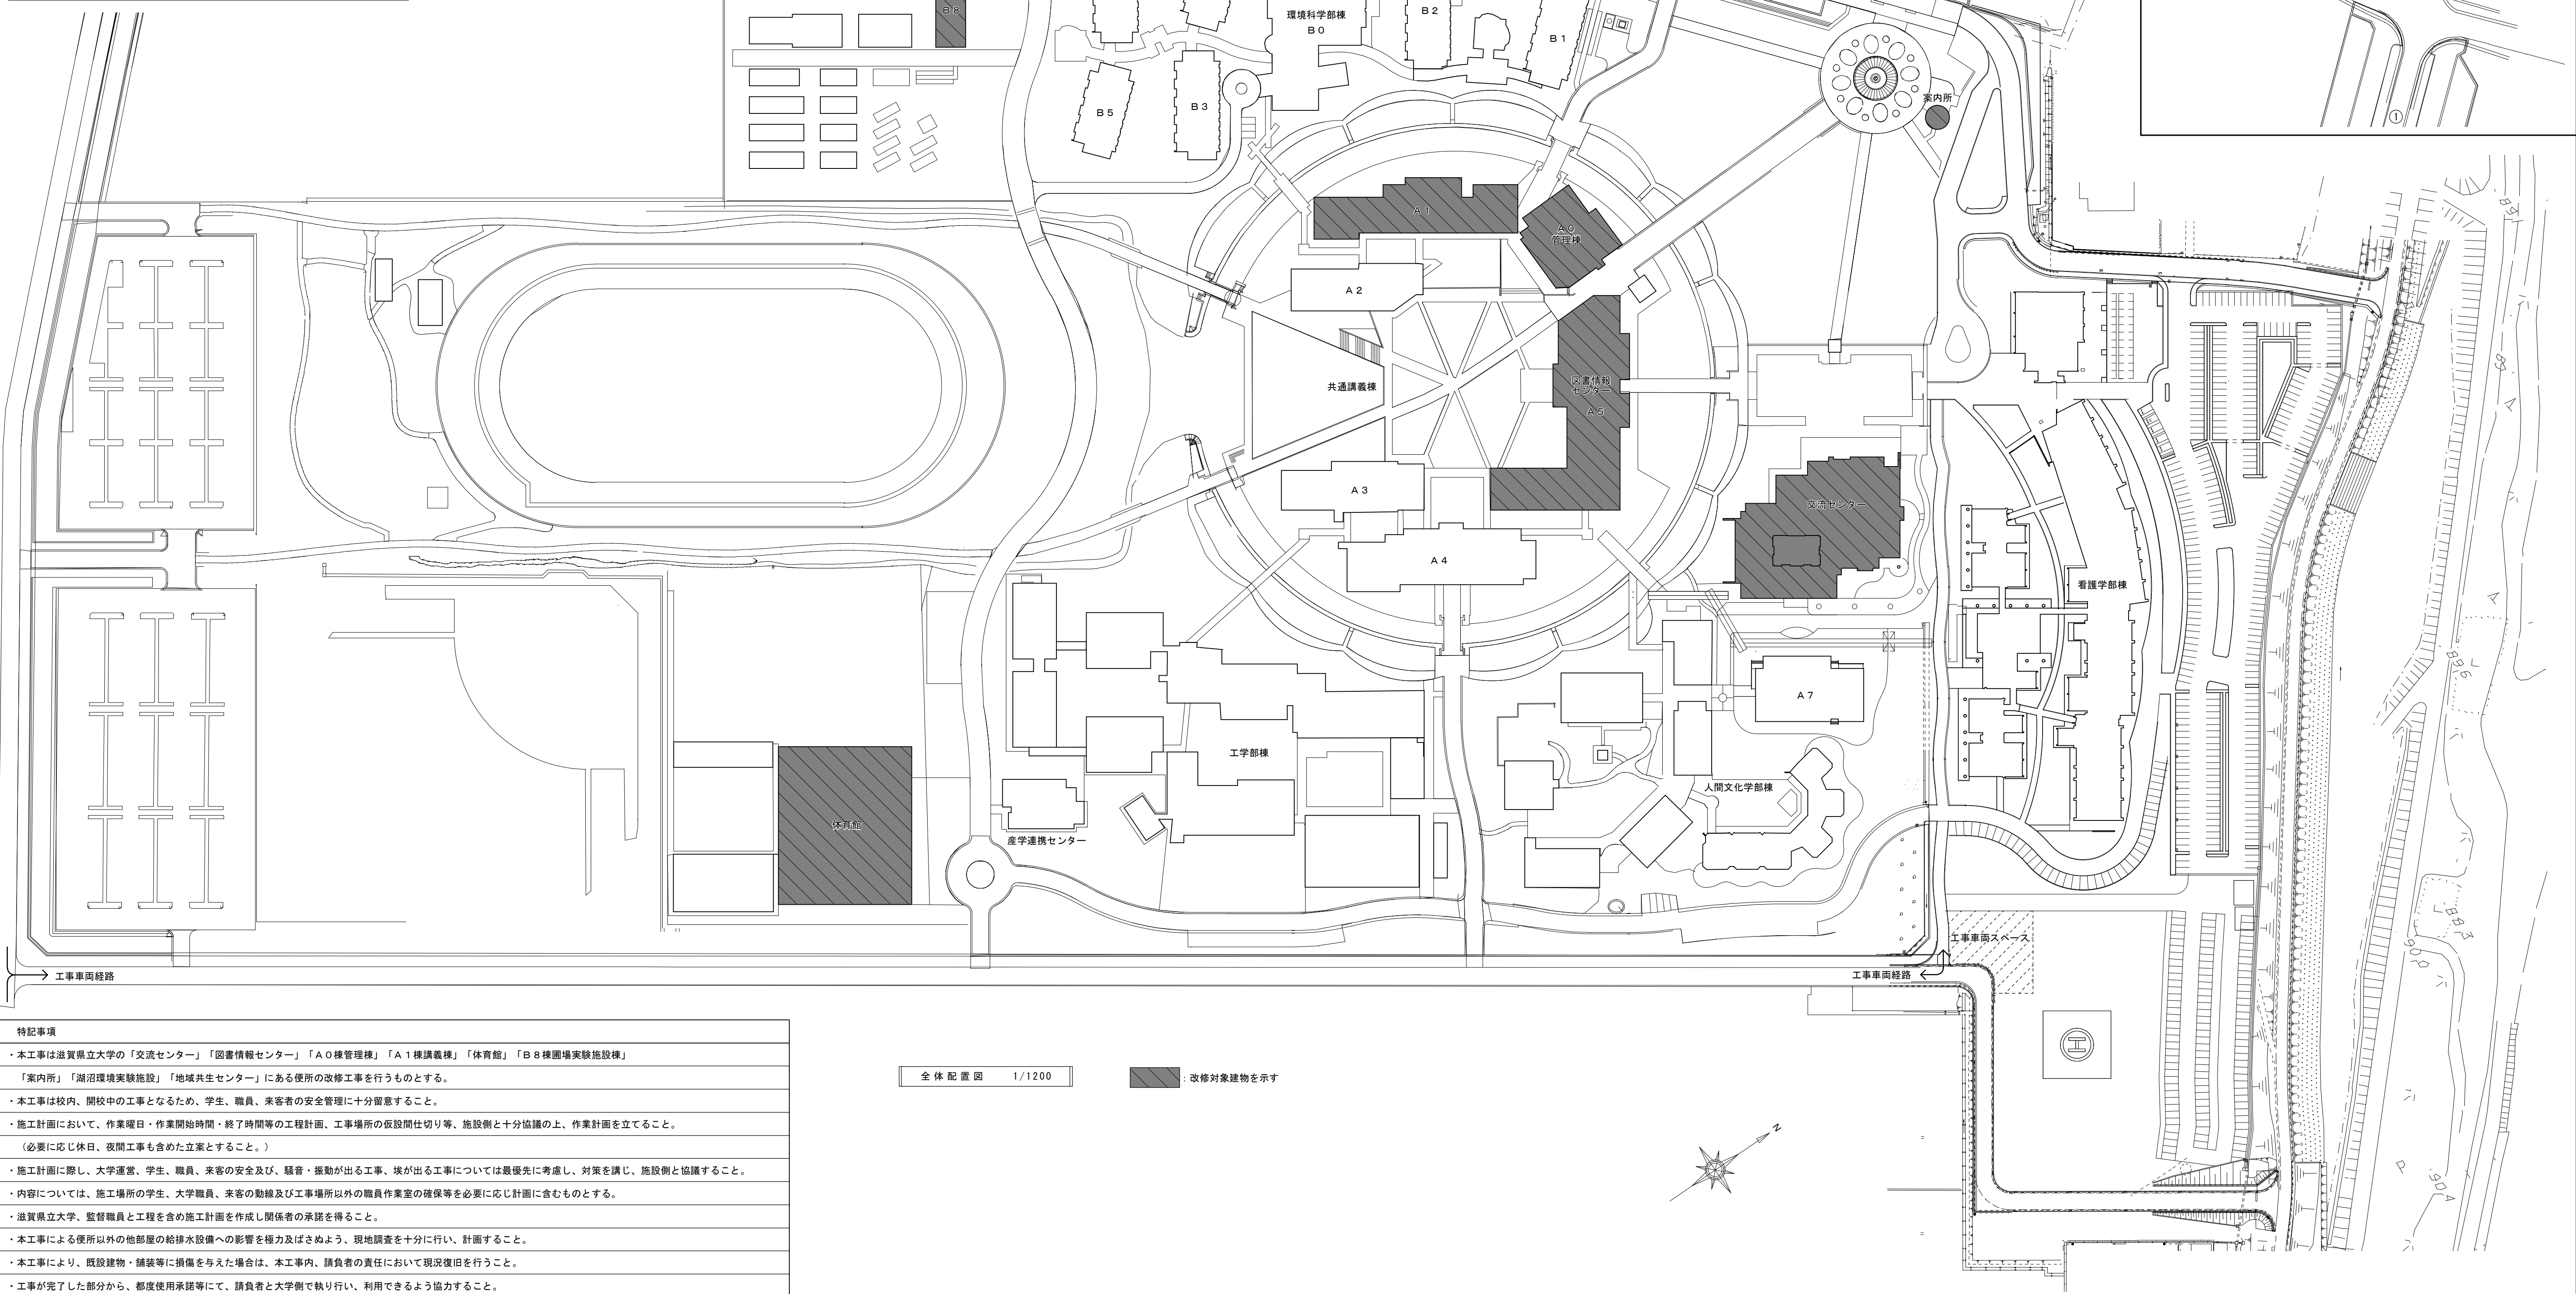 B8
環境科学部棟
B0
B2
B1
B5
B3
案内所
①
A1
A0
管理棟
A2
共通講義棟
図書情報
センター
A5
A3
A4
交流センター
看護学部棟
A7
工学部棟
人間文化学部棟
体育館
産学連携センター
工事車両スペース
工事車両経路
工事車両経路
特記事項
・本工事は滋賀県立大学の「交流センター」「図書情報センター」「A0棟管理棟」「A1棟講義棟」「体育館」「B8棟圃場実験施設棟」
「案内所」「湖沼環境実験施設」「地域共生センター」にある便所の改修工事を行うものとする。
・本工事は校内、開校中の工事となるため、学生、職員、来客者の安全管理に十分留意すること。
・施工計画において、作業曜日・作業開始時間・終了時間等の工程計画、工事場所の仮設間仕切り等、施設側と十分協議の上、作業計画を立てること。
（必要に応じ休日、夜間工事も含めた立案とすること。）
・施工計画に際し、大学運営、学生、職員、来客の安全及び、騒音・振動が出る工事、埃が出る工事については最優先に考慮し、対策を講じ、施設側と協議すること。
・内容については、施工場所の学生、大学職員、来客の動線及び工事場所以外の職員作業室の確保等を必要に応じ計画に含むものとする。
・滋賀県立大学、監督職員と工程を含め施工計画を作成し関係者の承諾を得ること。
・本工事による便所以外の他部屋の給排水設備への影響を極力及ばさぬよう、現地調査を十分に行い、計画すること。
・本工事により、既設建物・舗装等に損傷を与えた場合は、本工事内、請負者の責任において現況復旧を行うこと。
・工事が完了した部分から、都度使用承諾等にて、請負者と大学側で執り行い、利用できるよう協力すること。
全体配置図 1/1200
：改修対象建物を示す
N